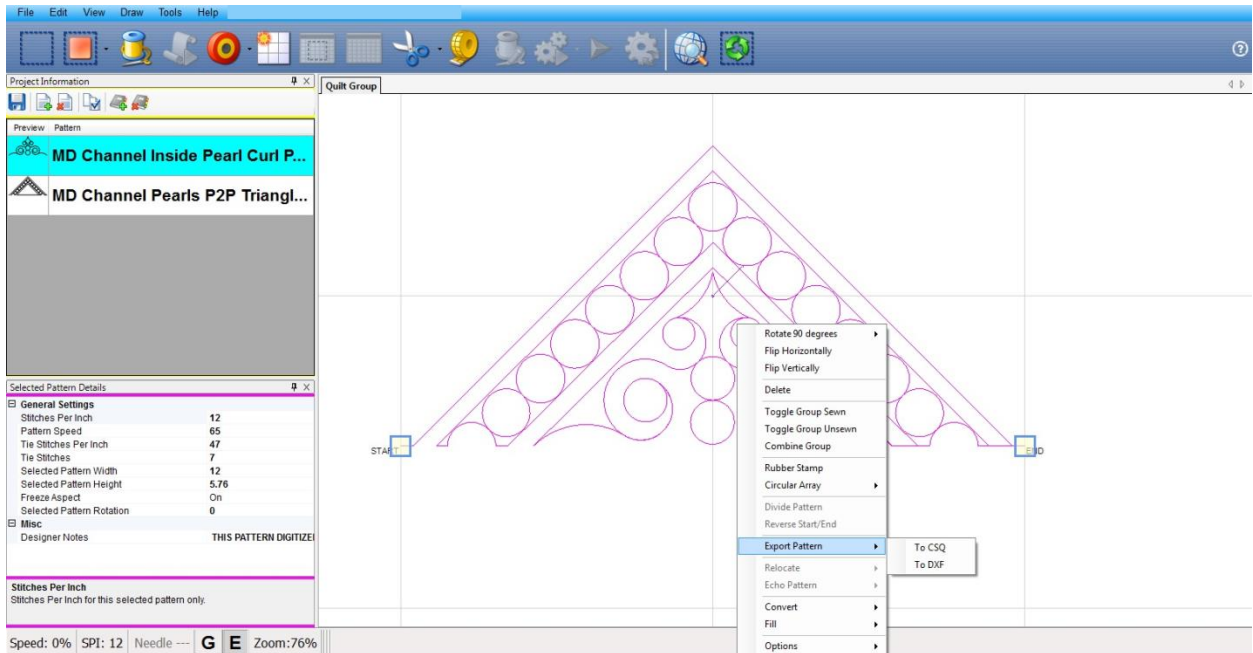 File Edit View Draw Tools Help
Project Information
Quilt Group
Preview Pattern
MD Channel Inside Pearl Curl P...
MD Channel Pearls P2P Triangl...
Selected Pattern Details
General Settings
Stitches Per Inch 12
Pattern Speed 65
Tie Stitches Per Inch 47
Tie Stitches 7
Selected Pattern Width 12
Selected Pattern Height 5.76
Freeze Aspect On
Selected Pattern Rotation 0
Misc
Designer Notes THIS PATTERN DIGITIZE
Stitches Per Inch
Stitches Per Inch for this selected pattern only.
START
END
Rotate 90 degrees
Flip Horizontally
Flip Vertically
Delete
Toggle Group Sewn
Toggle Group Unsewn
Combine Group
Rubber Stamp
Circular Array
Divide Pattern
Reverse Start/End
Export Pattern
To CSQ
To DXF
Relocate
Echo Pattern
Convert
Fill
Options
Speed: 0% SPI: 12 Needle --- G E Zoom:76%